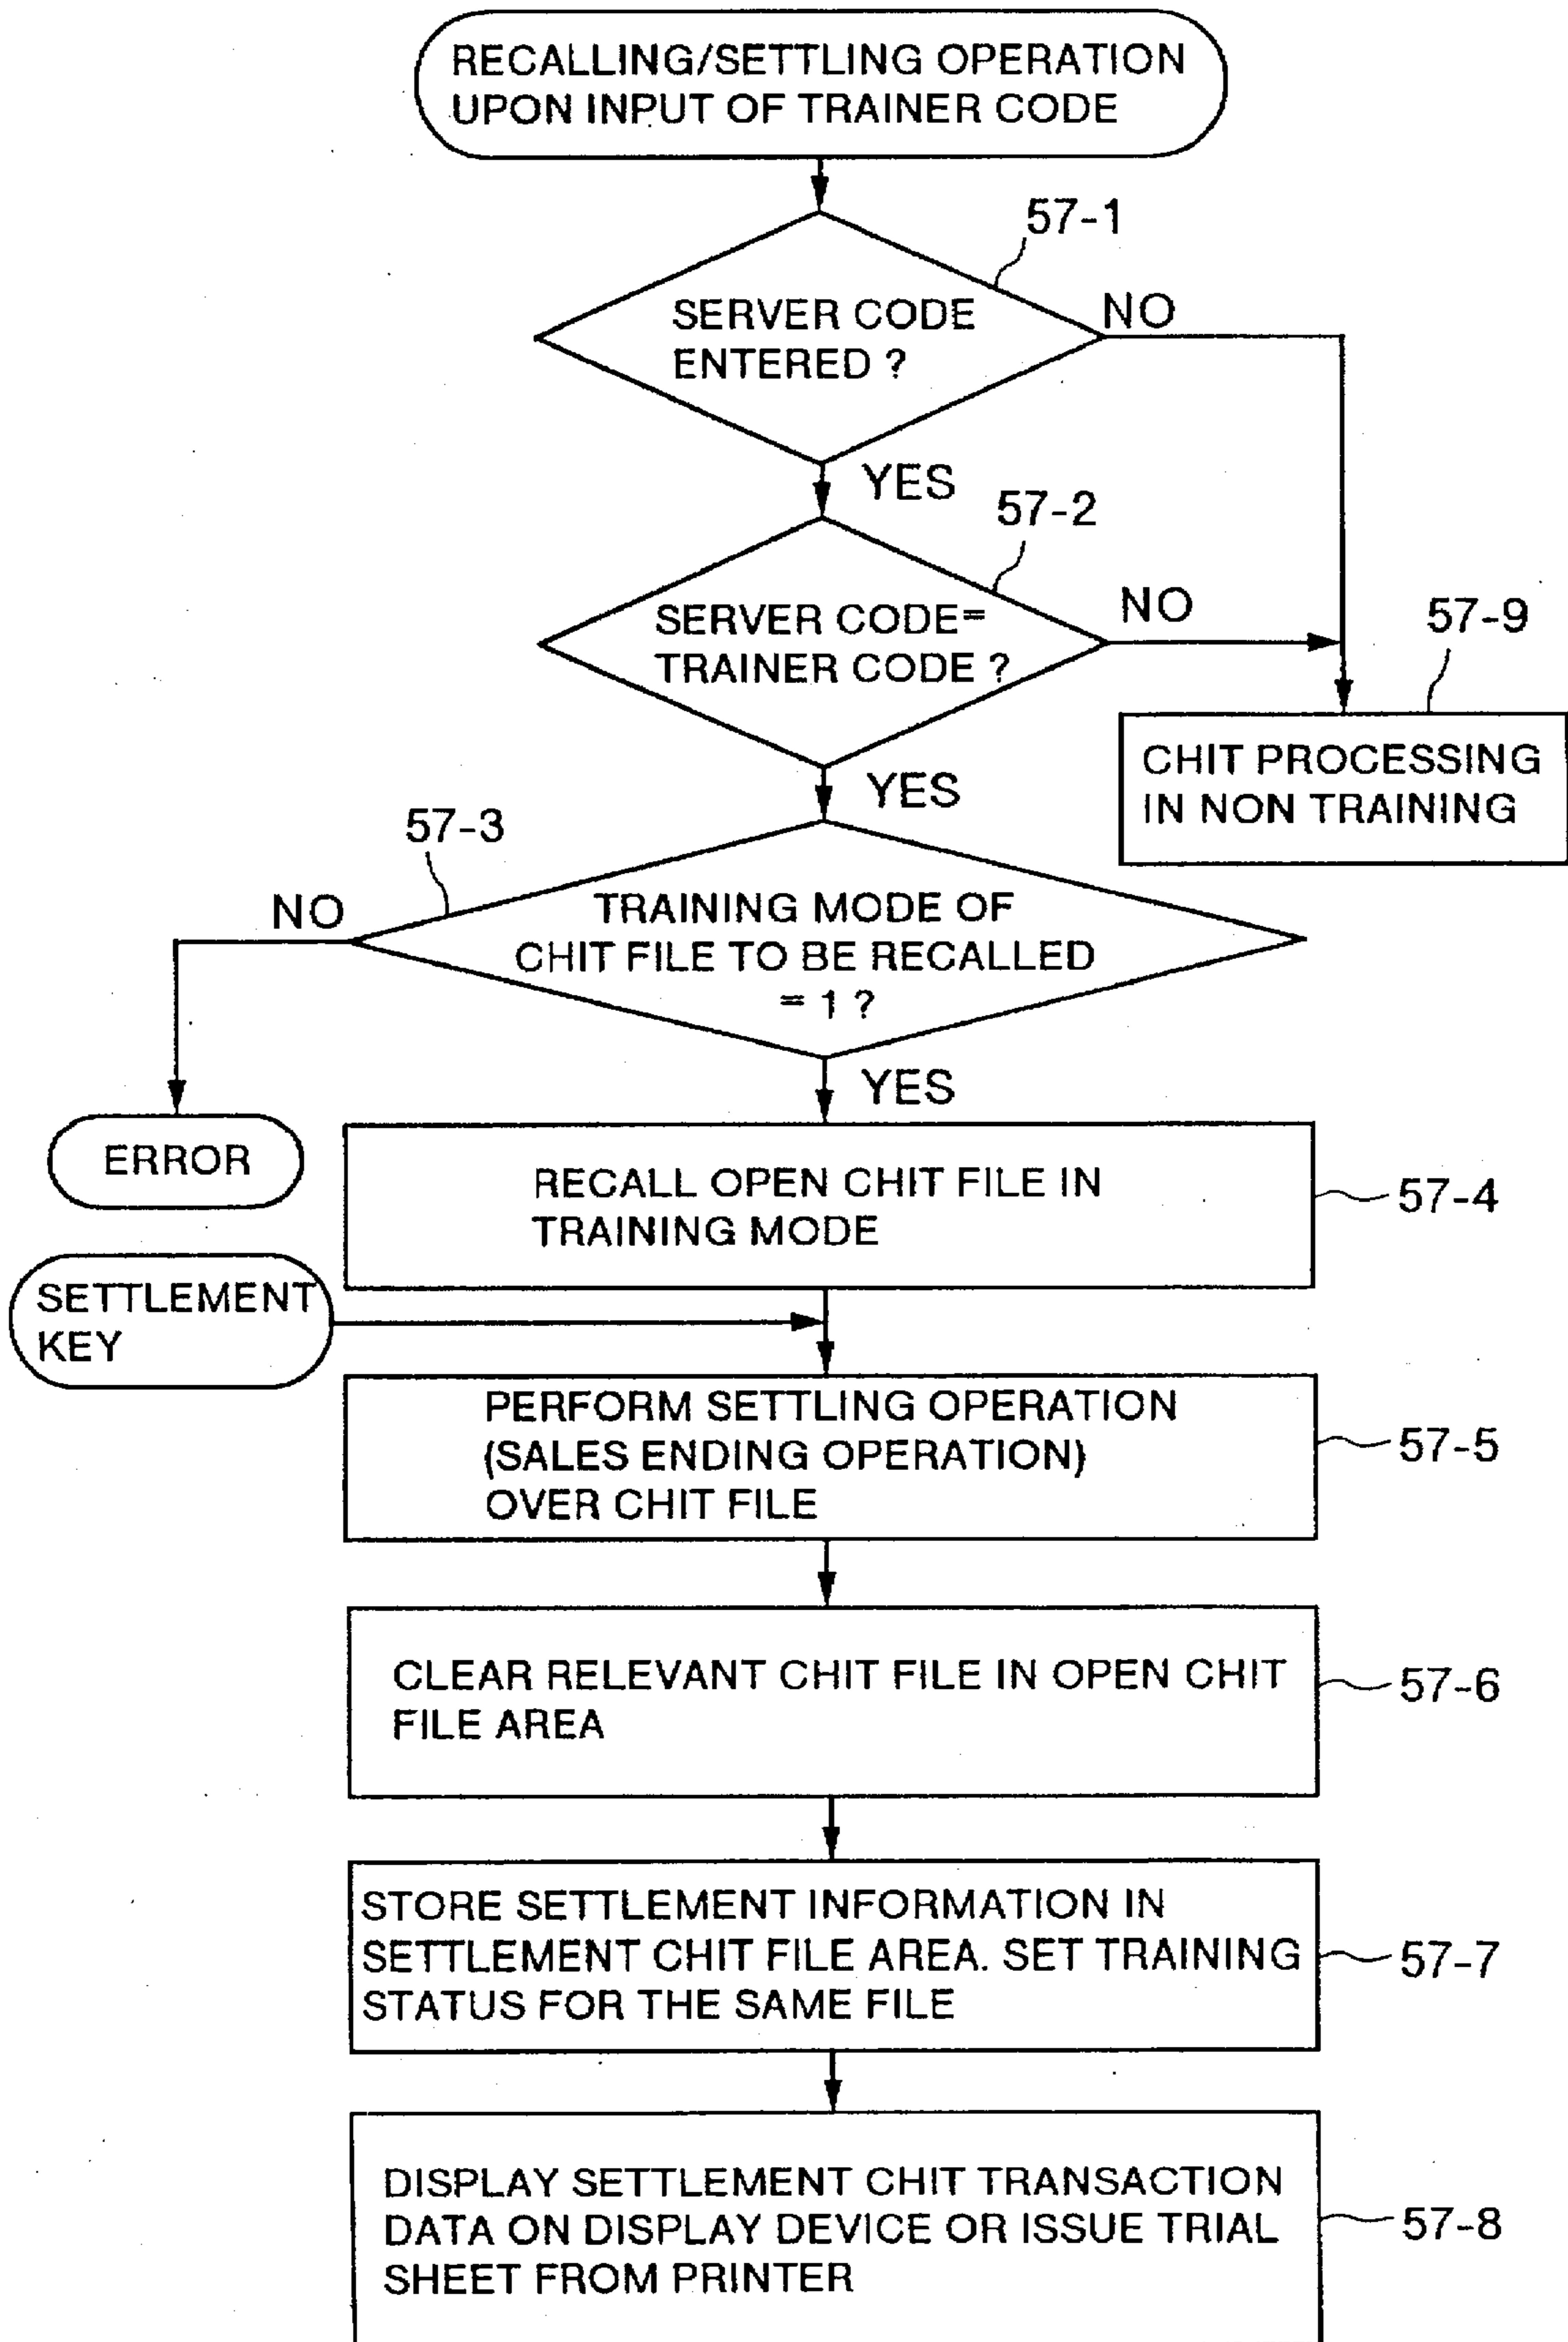 RECALLING/SETTLING OPERATION
UPON INPUT OF TRAINER CODE
57-1
SERVER CODE
ENTERED ?
NO
YES
57-2
SERVER CODE=
TRAINER CODE ?
NO
57-9
CHIT PROCESSING
IN NON TRAINING
YES
57-3
NO
TRAINING MODE OF
CHIT FILE TO BE RECALLED
= 1 ?
YES
ERROR
RECALL OPEN CHIT FILE IN
TRAINING MODE
57-4
SETTLEMENT
KEY
PERFORM SETTLING OPERATION
(SALES ENDING OPERATION)
OVER CHIT FILE
57-5
CLEAR RELEVANT CHIT FILE IN OPEN CHIT
FILE AREA
57-6
STORE SETTLEMENT INFORMATION IN
SETTLEMENT CHIT FILE AREA. SET TRAINING
STATUS FOR THE SAME FILE
57-7
DISPLAY SETTLEMENT CHIT TRANSACTION
DATA ON DISPLAY DEVICE OR ISSUE TRIAL
SHEET FROM PRINTER
57-8